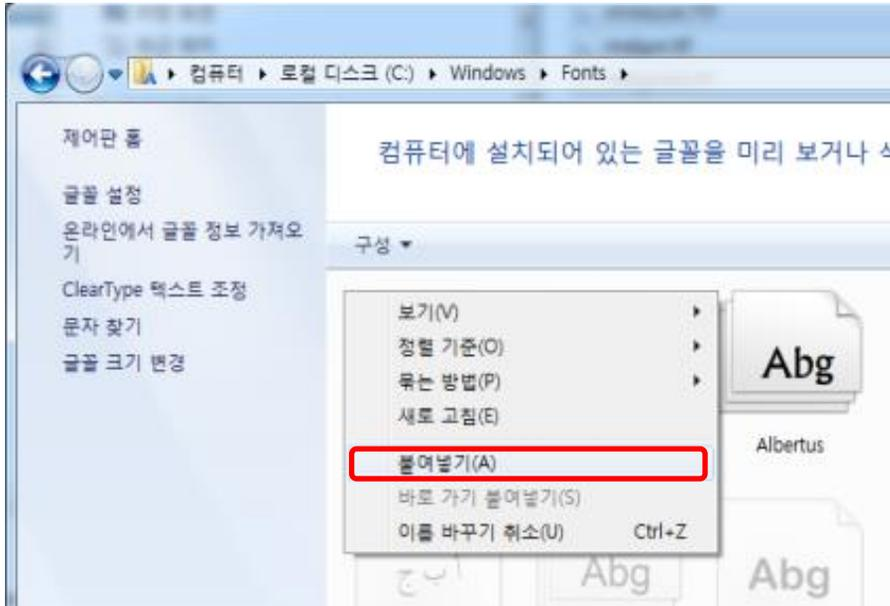 컴퓨터 ▸ 로컬 디스크 (C:) ▸ Windows ▸ Fonts ▸
제어판 홈
글꼴 설정
온라인에서 글꼴 정보 가져오
기
ClearType 텍스트 조정
문자 찾기
글꼴 크기 변경
컴퓨터에 설치되어 있는 글꼴을 미리 보거나
구성 ▼
보기(V)
정렬 기준(O)
묶는 방법(P)
새로 고침(E)
붙여넣기(A)
바로 가기 붙여넣기(S)
이름 바꾸기 취소(U) Ctrl+Z
Abg
Albertus
أ ب ج
Abg
Abg